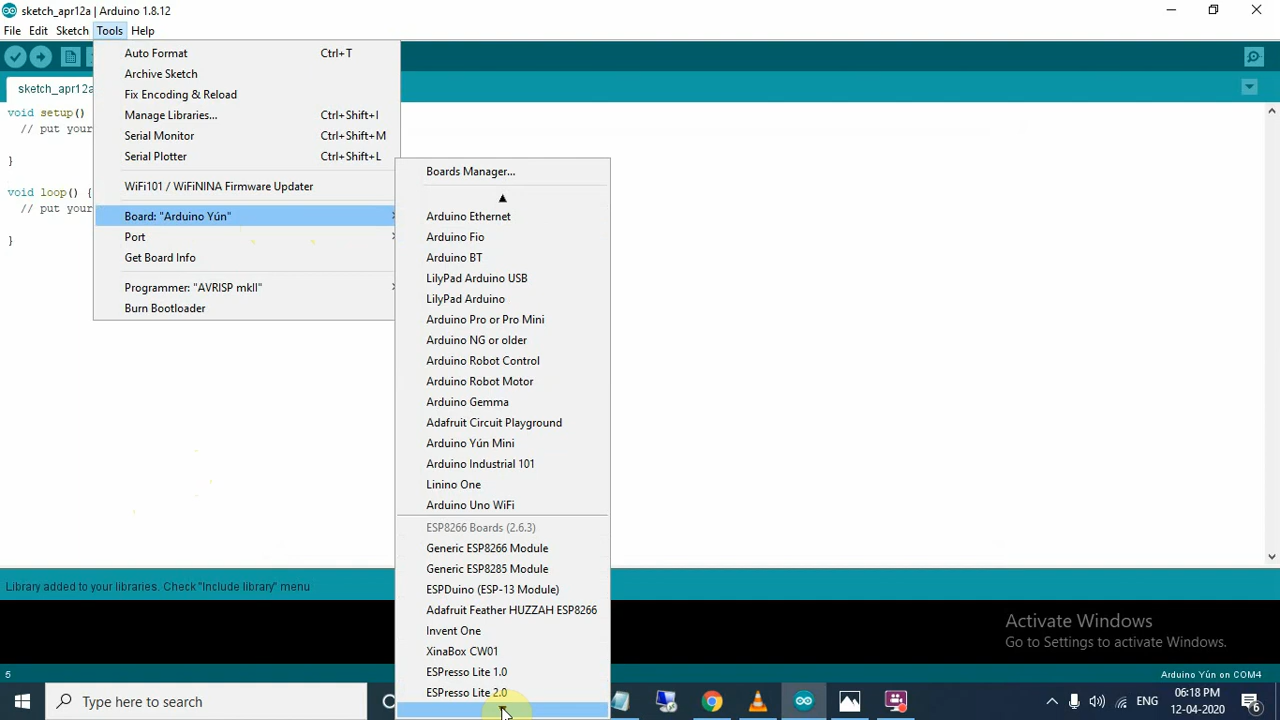 sketch_apr12a | Arduino 1.8.12
File Edit Sketch Tools Help
sketch_apr12a
void setup()
// put your
}
void loop() {
// put your
}
Auto Format Ctrl+T
Archive Sketch
Fix Encoding & Reload
Manage Libraries... Ctrl+Shift+I
Serial Monitor Ctrl+Shift+M
Serial Plotter Ctrl+Shift+L
WiFi101 / WiFiNINA Firmware Updater
Board: "Arduino Yún"
Port
Get Board Info
Programmer: "AVRISP mkII"
Burn Bootloader
Boards Manager...
Arduino Ethernet
Arduino Fio
Arduino BT
LilyPad Arduino USB
LilyPad Arduino
Arduino Pro or Pro Mini
Arduino NG or older
Arduino Robot Control
Arduino Robot Motor
Arduino Gemma
Adafruit Circuit Playground
Arduino Yún Mini
Arduino Industrial 101
Linino One
Arduino Uno WiFi
ESP8266 Boards (2.6.3)
Generic ESP8266 Module
Generic ESP8285 Module
ESPDuino (ESP-13 Module)
Adafruit Feather HUZZAH ESP8266
Invent One
XinaBox CW01
ESPresso Lite 1.0
ESPresso Lite 2.0
Library added to your libraries. Check "Include library" menu
Activate Windows
Go to Settings to activate Windows.
5 Arduino Yún on COM4
Type here to search
ENG
06:18 PM
12-04-2020
6